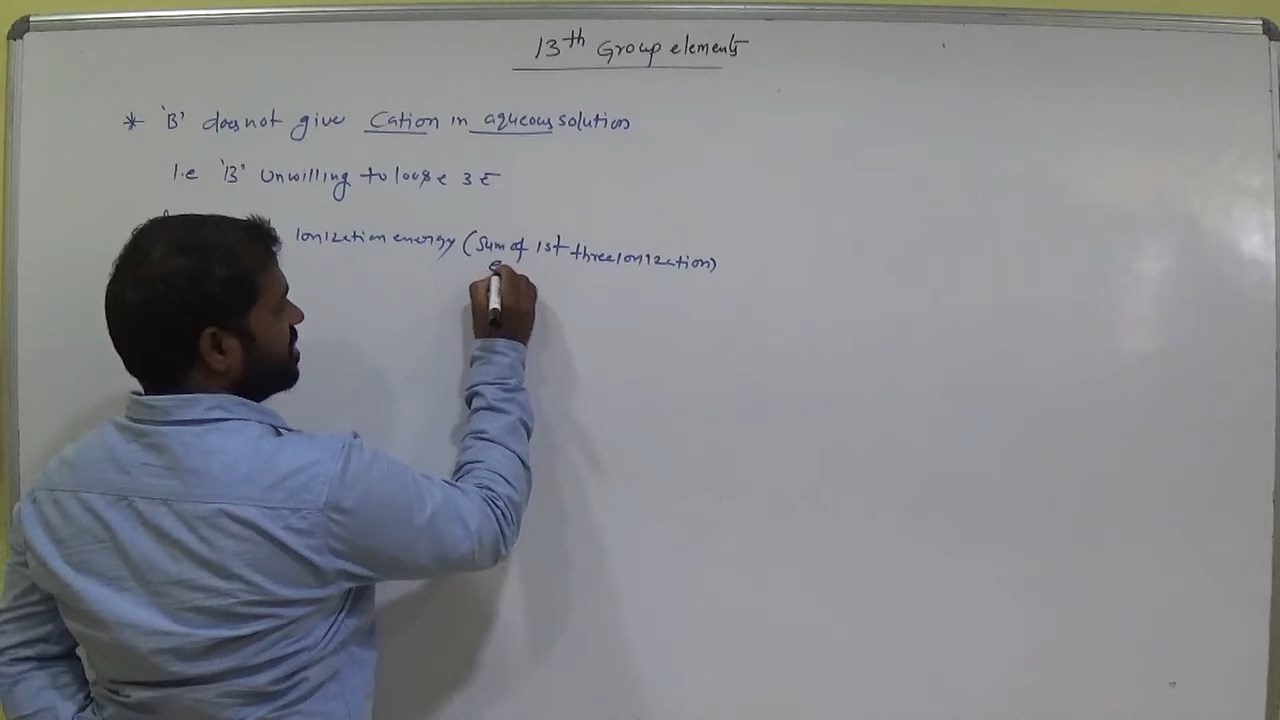 13th Group elements
* 'B' does not give Cation in aqueous solution
I.e 'B' Unwilling to loose 3ē
Ionization energy (Sum of 1st three Ionization)
e